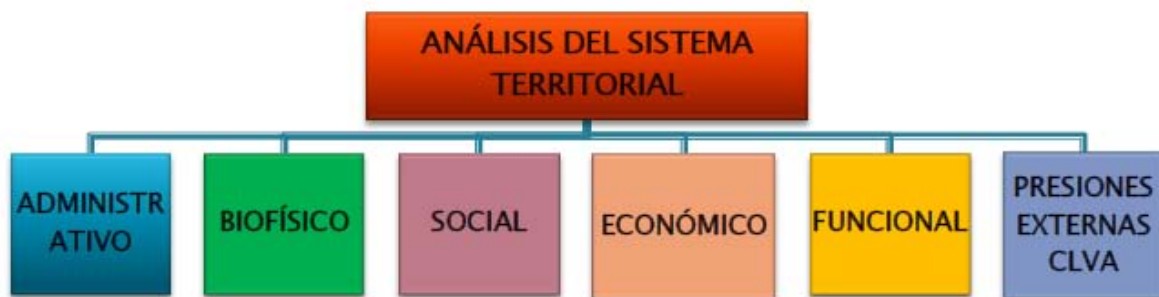 ANÁLISIS DEL SISTEMA
TERRITORIAL
ADMINISTR
ATIVO
BIOFÍSICO
SOCIAL
ECONÓMICO
FUNCIONAL
PRESIONES
EXTERNAS
CLVA